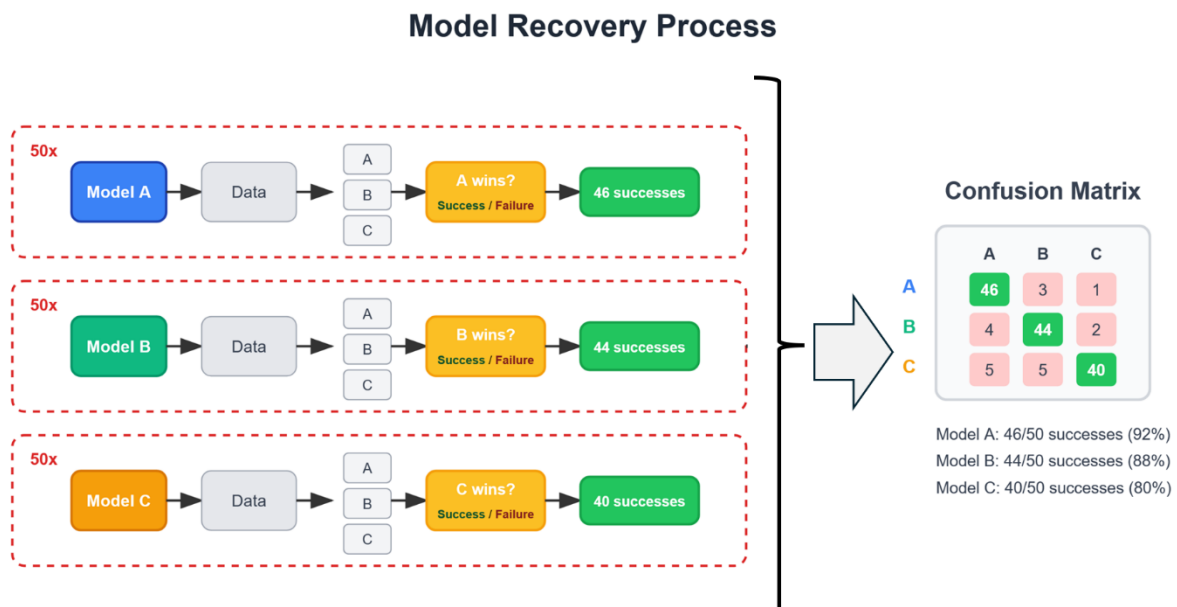 Model Recovery Process
50x
Model A
Data
A
B
C
A wins?
Success / Failure
46 successes
50x
Model B
Data
A
B
C
B wins?
Success / Failure
44 successes
50x
Model C
Data
A
B
C
C wins?
Success / Failure
40 successes
Confusion Matrix
A B C
A 46 3 1
B 4 44 2
C 5 5 40
Model A: 46/50 successes (92%)
Model B: 44/50 successes (88%)
Model C: 40/50 successes (80%)